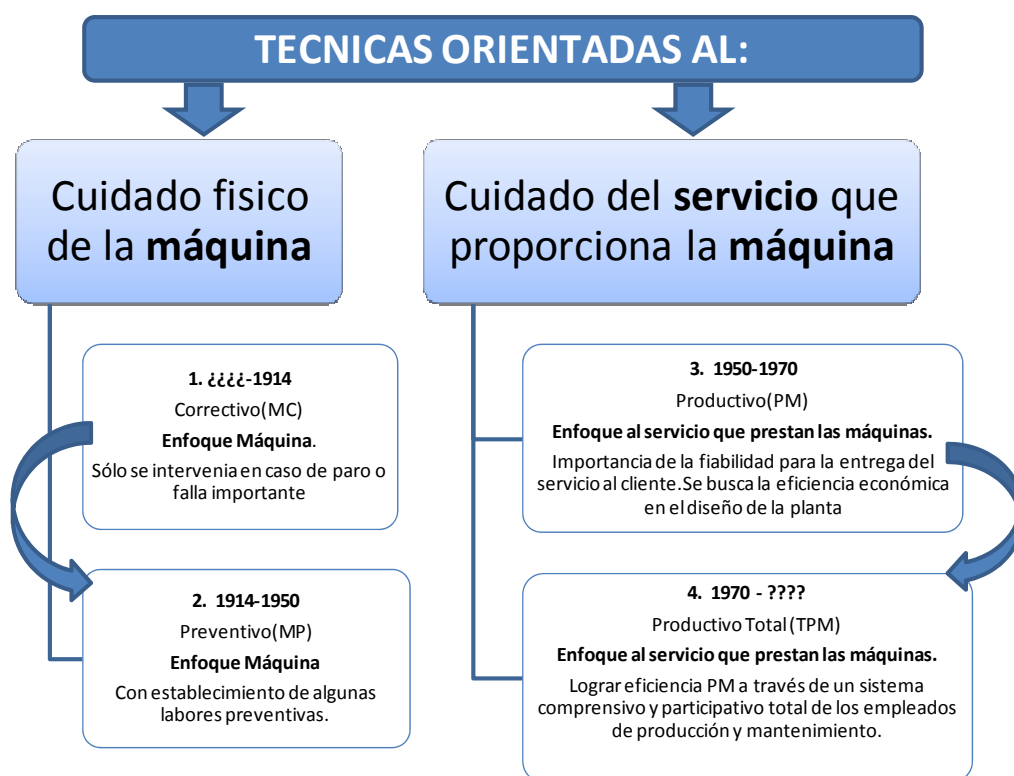 TECNICAS ORIENTADAS AL:
Cuidado fisico
de la máquina
Cuidado del servicio que
proporciona la máquina
1. ¿¿¿¿-1914
Correctivo(MC)
Enfoque Máquina.
Sólo se intervenia en caso de paro o
falla importante
2. 1914-1950
Preventivo(MP)
Enfoque Máquina
Con establecimiento de algunas
labores preventivas.
3. 1950-1970
Productivo(PM)
Enfoque al servicio que prestan las máquinas.
Importancia de la fiabilidad para la entrega del
servicio al cliente.Se busca la eficiencia económica
en el diseño de la planta
4. 1970 - ????
Productivo Total (TPM)
Enfoque al servicio que prestan las máquinas.
Lograr eficiencia PM a través de un sistema
comprensivo y participativo total de los empleados
de producción y mantenimiento.